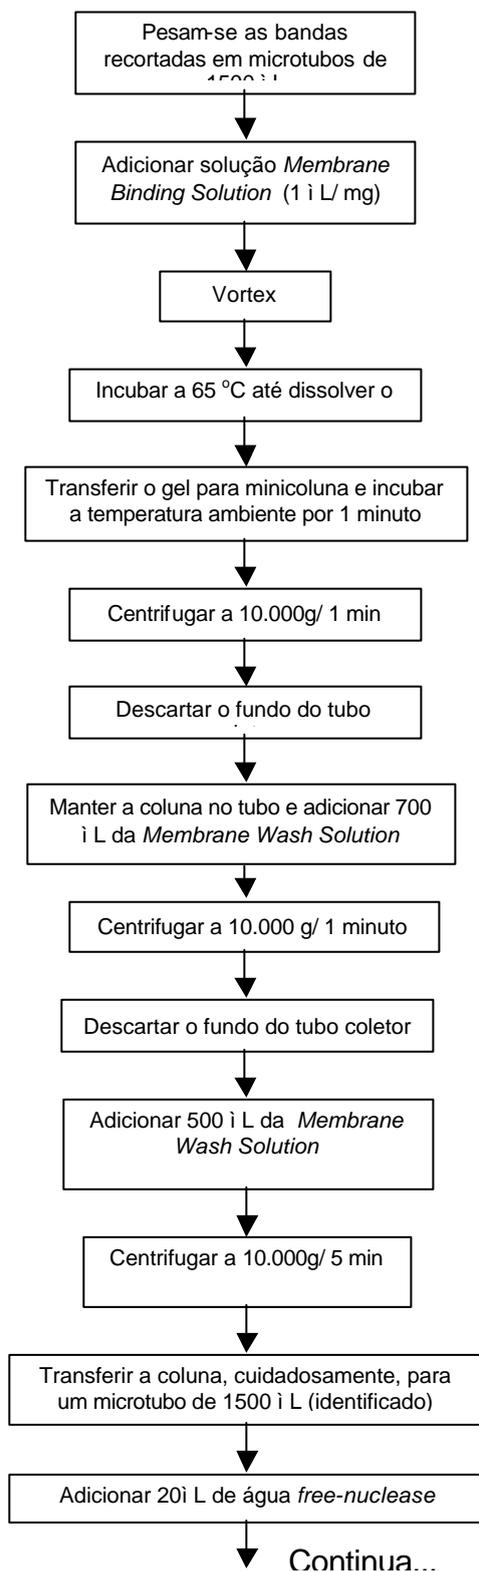 Pesam-se as bandas
recortadas em microtubos de
1500 ì L
Adicionar solução Membrane
Binding Solution (1 ì L/ mg)
Vortex
Incubar a 65 °C até dissolver o
Transferir o gel para minicoluna e incubar
a temperatura ambiente por 1 minuto
Centrifugar a 10.000g/ 1 min
Descartar o fundo do tubo
Manter a coluna no tubo e adicionar 700
ì L da Membrane Wash Solution
Centrifugar a 10.000 g/ 1 minuto
Descartar o fundo do tubo coletor
Adicionar 500 ì L da Membrane
Wash Solution
Centrifugar a 10.000g/ 5 min
Transferir a coluna, cuidadosamente, para
um microtubo de 1500 ì L (identificado)
Adicionar 20ì L de água free-nuclease
Continua...